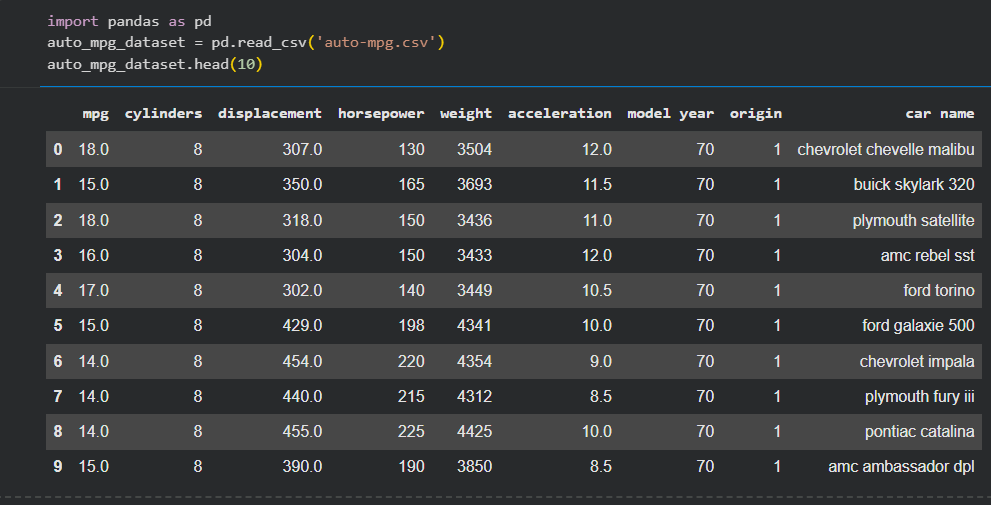 import pandas as pd
auto_mpg_dataset = pd.read_csv('auto-mpg.csv')
auto_mpg_dataset.head(10)
mpg cylinders displacement horsepower weight acceleration model year origin car name
0 18.0 8 307.0 130 3504 12.0 70 1 chevrolet chevelle malibu
1 15.0 8 350.0 165 3693 11.5 70 1 buick skylark 320
2 18.0 8 318.0 150 3436 11.0 70 1 plymouth satellite
3 16.0 8 304.0 150 3433 12.0 70 1 amc rebel sst
4 17.0 8 302.0 140 3449 10.5 70 1 ford torino
5 15.0 8 429.0 198 4341 10.0 70 1 ford galaxie 500
6 14.0 8 454.0 220 4354 9.0 70 1 chevrolet impala
7 14.0 8 440.0 215 4312 8.5 70 1 plymouth fury iii
8 14.0 8 455.0 225 4425 10.0 70 1 pontiac catalina
9 15.0 8 390.0 190 3850 8.5 70 1 amc ambassador dpl